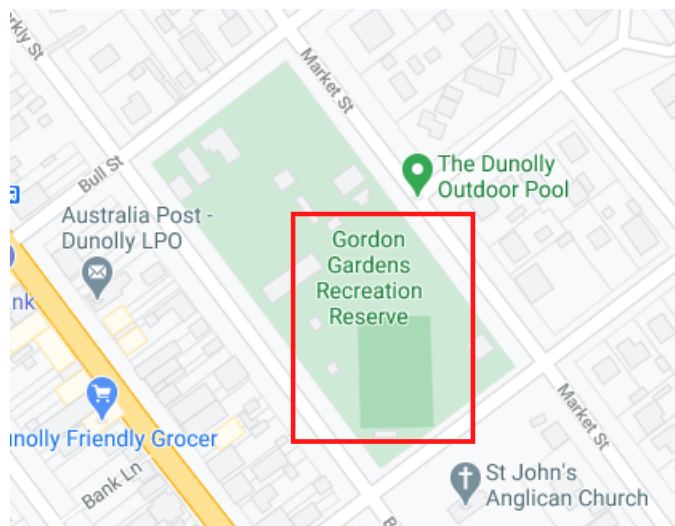 rkly St
Market St
Bull St
The Dunolly
Outdoor Pool
Australia Post -
Dunolly LPO
Gordon
Gardens
Recreation
Reserve
nk
unolly Friendly Grocer
Market St
Bank Ln
St John's
Anglican Church
B